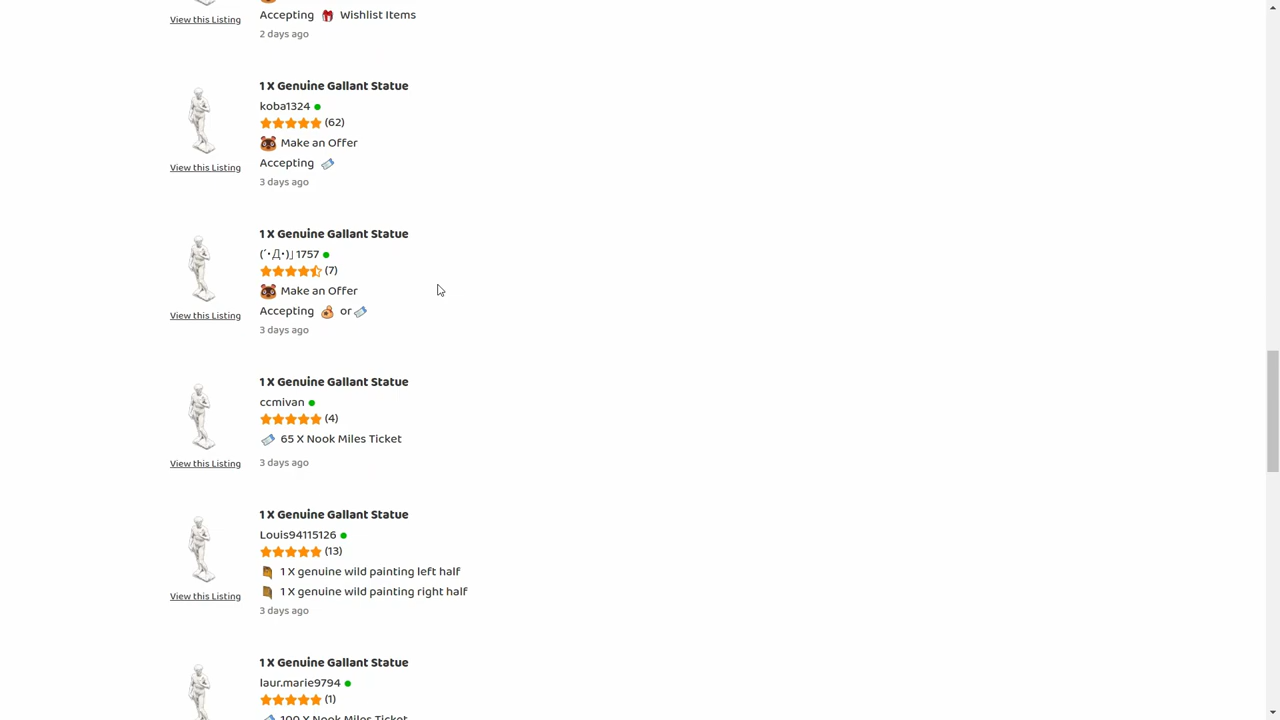 Accepting Wishlist Items
View this Listing
2 days ago
1 X Genuine Gallant Statue
koba1324
(62)
Make an Offer
Accepting
View this Listing
3 days ago
1 X Genuine Gallant Statue
(´・Д・)」1757
(7)
Make an Offer
Accepting or
View this Listing
3 days ago
1 X Genuine Gallant Statue
ccmivan
(4)
65 X Nook Miles Ticket
View this Listing
3 days ago
1 X Genuine Gallant Statue
Louis94115126
(13)
1 X genuine wild painting left half
1 X genuine wild painting right half
View this Listing
3 days ago
1 X Genuine Gallant Statue
laur.marie9794
(1)
100 X Nook Miles Ticket